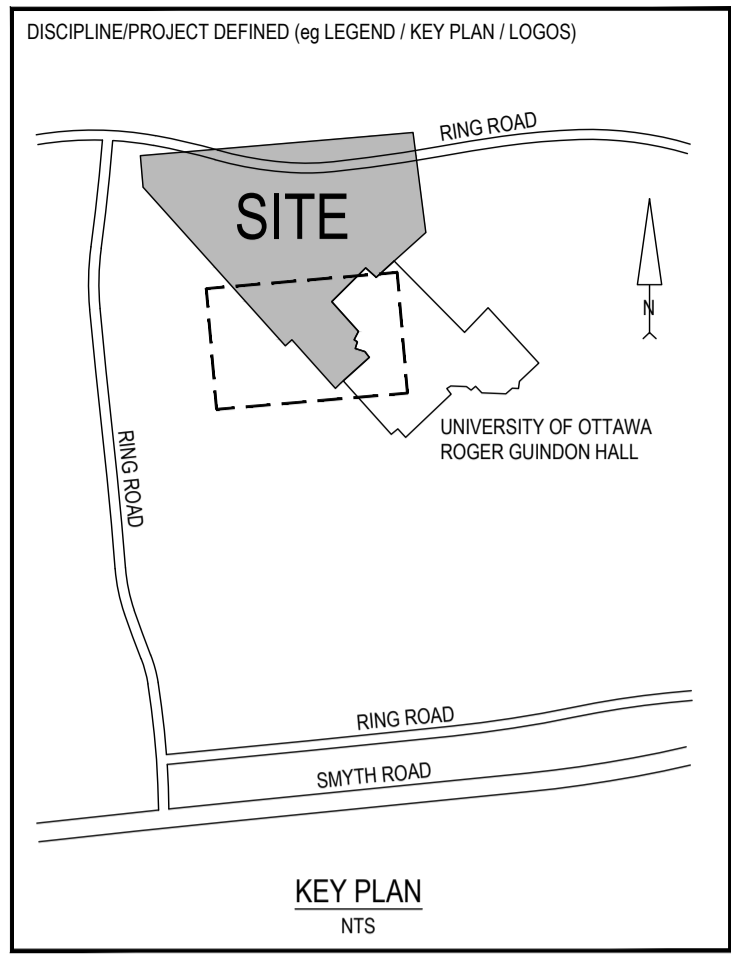 DISCIPLINE/PROJECT DEFINED (eg LEGEND / KEY PLAN / LOGOS)
RING ROAD
SITE
N
UNIVERSITY OF OTTAWA
ROGER GUINDON HALL
RING ROAD
RING ROAD
SMYTH ROAD
KEY PLAN
NTS